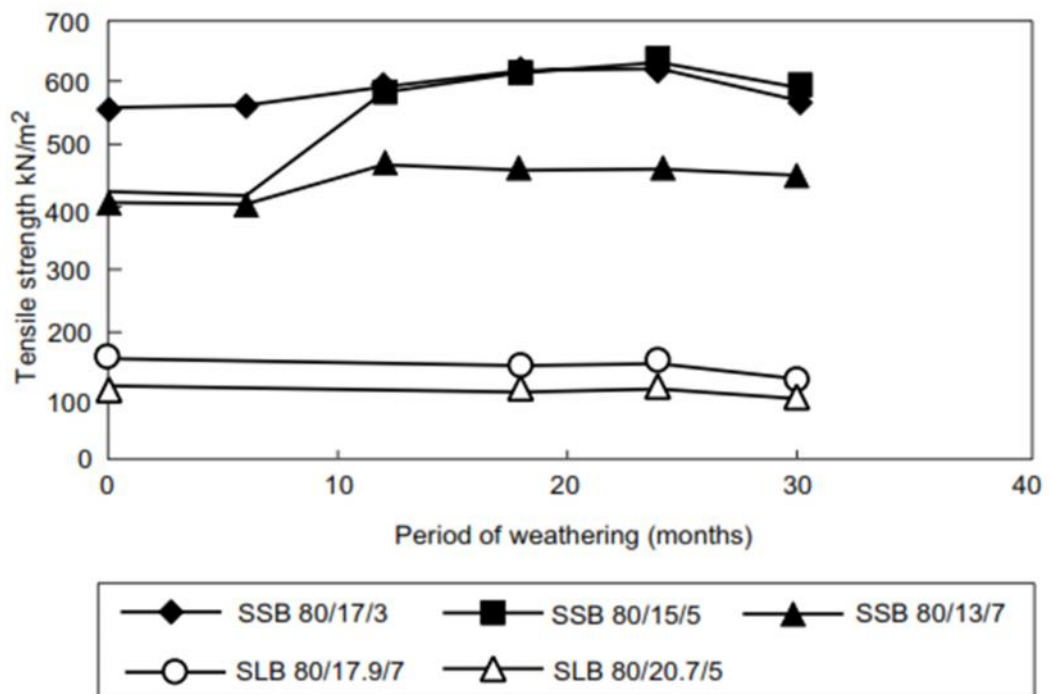 700
600
500
400
300
200
100
0
Tensile strength kN/m²
0 10 20 30 40
Period of weathering (months)
SSB 80/17/3 SSB 80/15/5 SSB 80/13/7
SLB 80/17.9/7 SLB 80/20.7/5